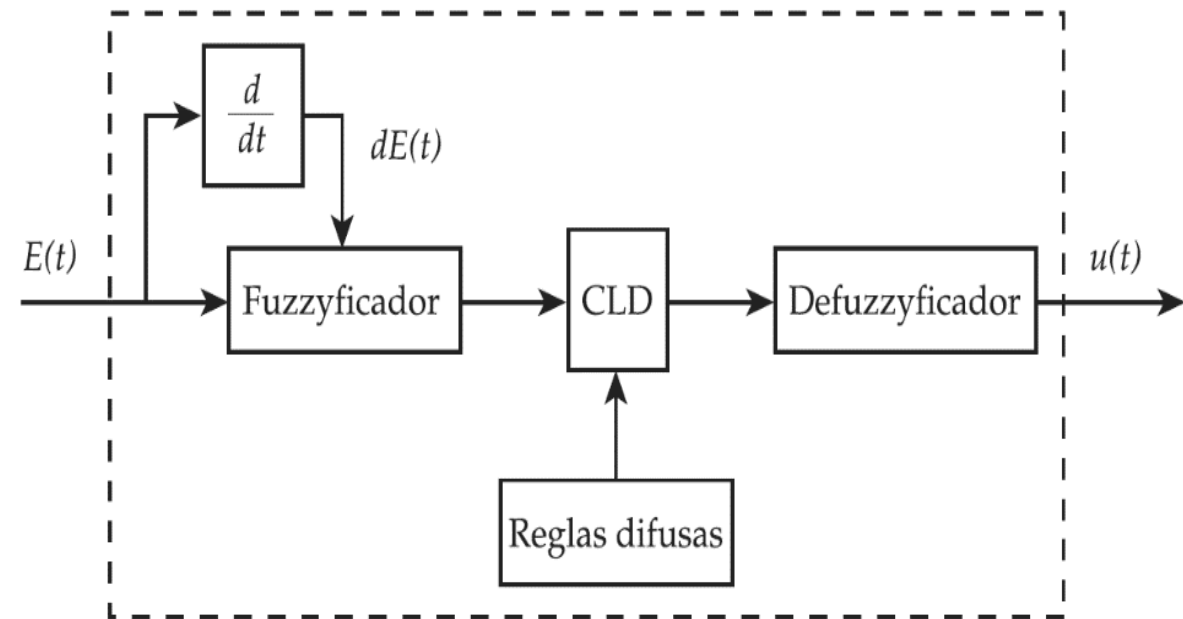 d
dt
dE(t)
E(t)
Fuzzyficador
CLD
Defuzzyficador
u(t)
Reglas difusas